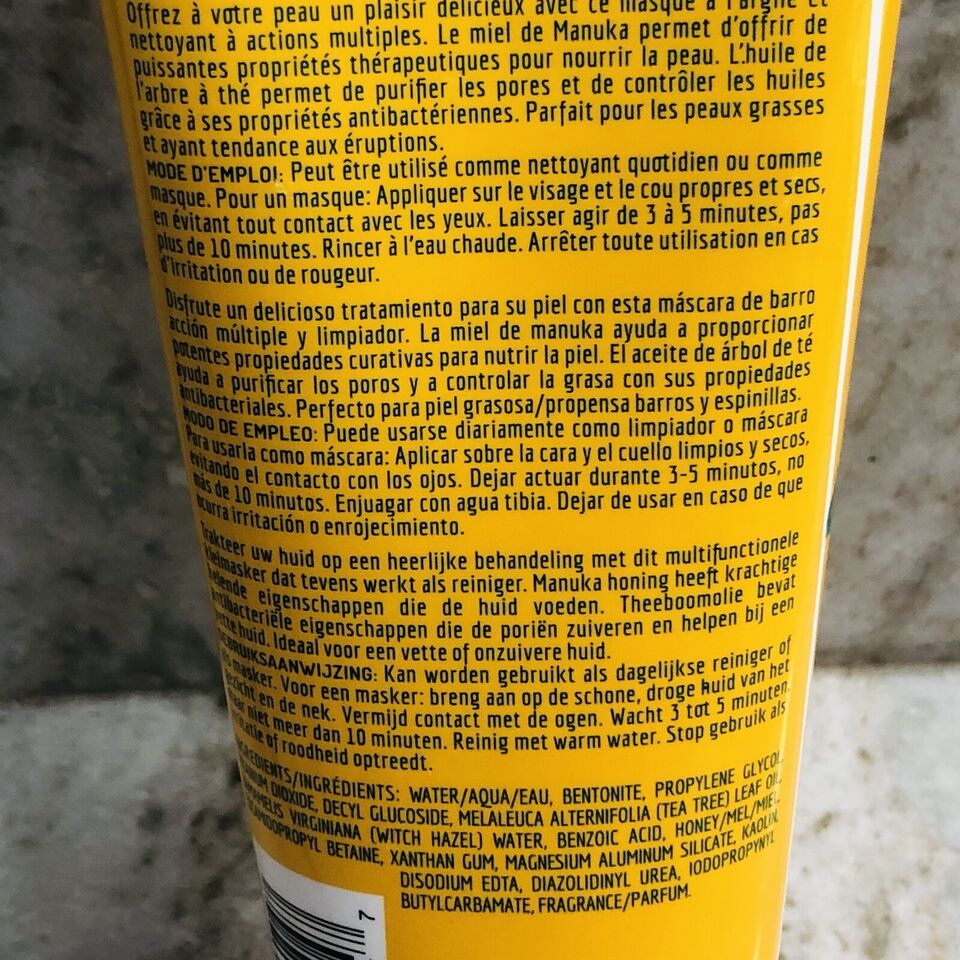 Offrez à votre peau un plaisir délicieux avec ce masque à l'argile et
nettoyant à actions multiples. Le miel de Manuka permet d'offrir de
puissantes propriétés thérapeutiques pour nourrir la peau. L'huile de
l'arbre à thé permet de purifier les pores et de contrôler les huiles
grâce à ses propriétés antibactériennes. Parfait pour les peaux grasses
et ayant tendance aux éruptions.
MODE D'EMPLOI: Peut être utilisé comme nettoyant quotidien ou comme
masque. Pour un masque: Appliquer sur le visage et le cou propres et secs,
en évitant tout contact avec les yeux. Laisser agir de 3 à 5 minutes, pas
plus de 10 minutes. Rincer à l'eau chaude. Arrêter toute utilisation en cas
d'irritation ou de rougeur.
Disfrute un delicioso tratamiento para su piel con esta máscara de barro
acción múltiple y limpiador. La miel de manuka ayuda a proporcionar
potentes propiedades curativas para nutrir la piel. El aceite de árbol de té
ayuda a purificar los poros y a controlar la grasa con sus propiedades
antibacteriales. Perfecto para piel grasosa/propensa barros y espinillas.
MODO DE EMPLEO: Puede usarse diariamente como limpiador o máscara
Para usarla como máscara: Aplicar sobre la cara y el cuello limpios y secos,
evitando el contacto con los ojos. Dejar actuar durante 3-5 minutos, no
más de 10 minutos. Enjuagar con agua tibia. Dejar de usar en caso de que
ocurra irritación o enrojecimiento.
Trakteer uw huid op een heerlijke behandeling met dit multifunctionele
kleimasker dat tevens werkt als reiniger. Manuka honing heeft krachtige
helende eigenschappen die de huid voeden. Theeboomolie bevat
antibacteriële eigenschappen die de poriën zuiveren en helpen bij een
vette huid. Ideaal voor een vette of onzuivere huid.
GEBRUIKSAANWIJZING: Kan worden gebruikt als dagelijkse reiniger of
als masker. Voor een masker: breng aan op de schone, droge huid van het
gezicht en de nek. Vermijd contact met de ogen. Wacht 3 tot 5 minuten,
maar niet meer dan 10 minuten. Reinig met warm water. Stop gebruik als
irritatie of roodheid optreedt.
INGREDIENTS/INGRÉDIENTS: WATER/AQUA/EAU, BENTONITE, PROPYLENE GLYCOL,
DIOXIDE, DECYL GLUCOSIDE, MELALEUCA ALTERNIFOLIA (TEA TREE) LEAF OIL,
HAMAMELIS VIRGINIANA (WITCH HAZEL) WATER, BENZOIC ACID, HONEY/MEL/MIEL,
BETAINE, XANTHAN GUM, MAGNESIUM ALUMINUM SILICATE, KAOLIN,
DISODIUM EDTA, DIAZOLIDINYL UREA, IODOPROPYNYL
BUTYLCARBAMATE, FRAGRANCE/PARFUM.
7